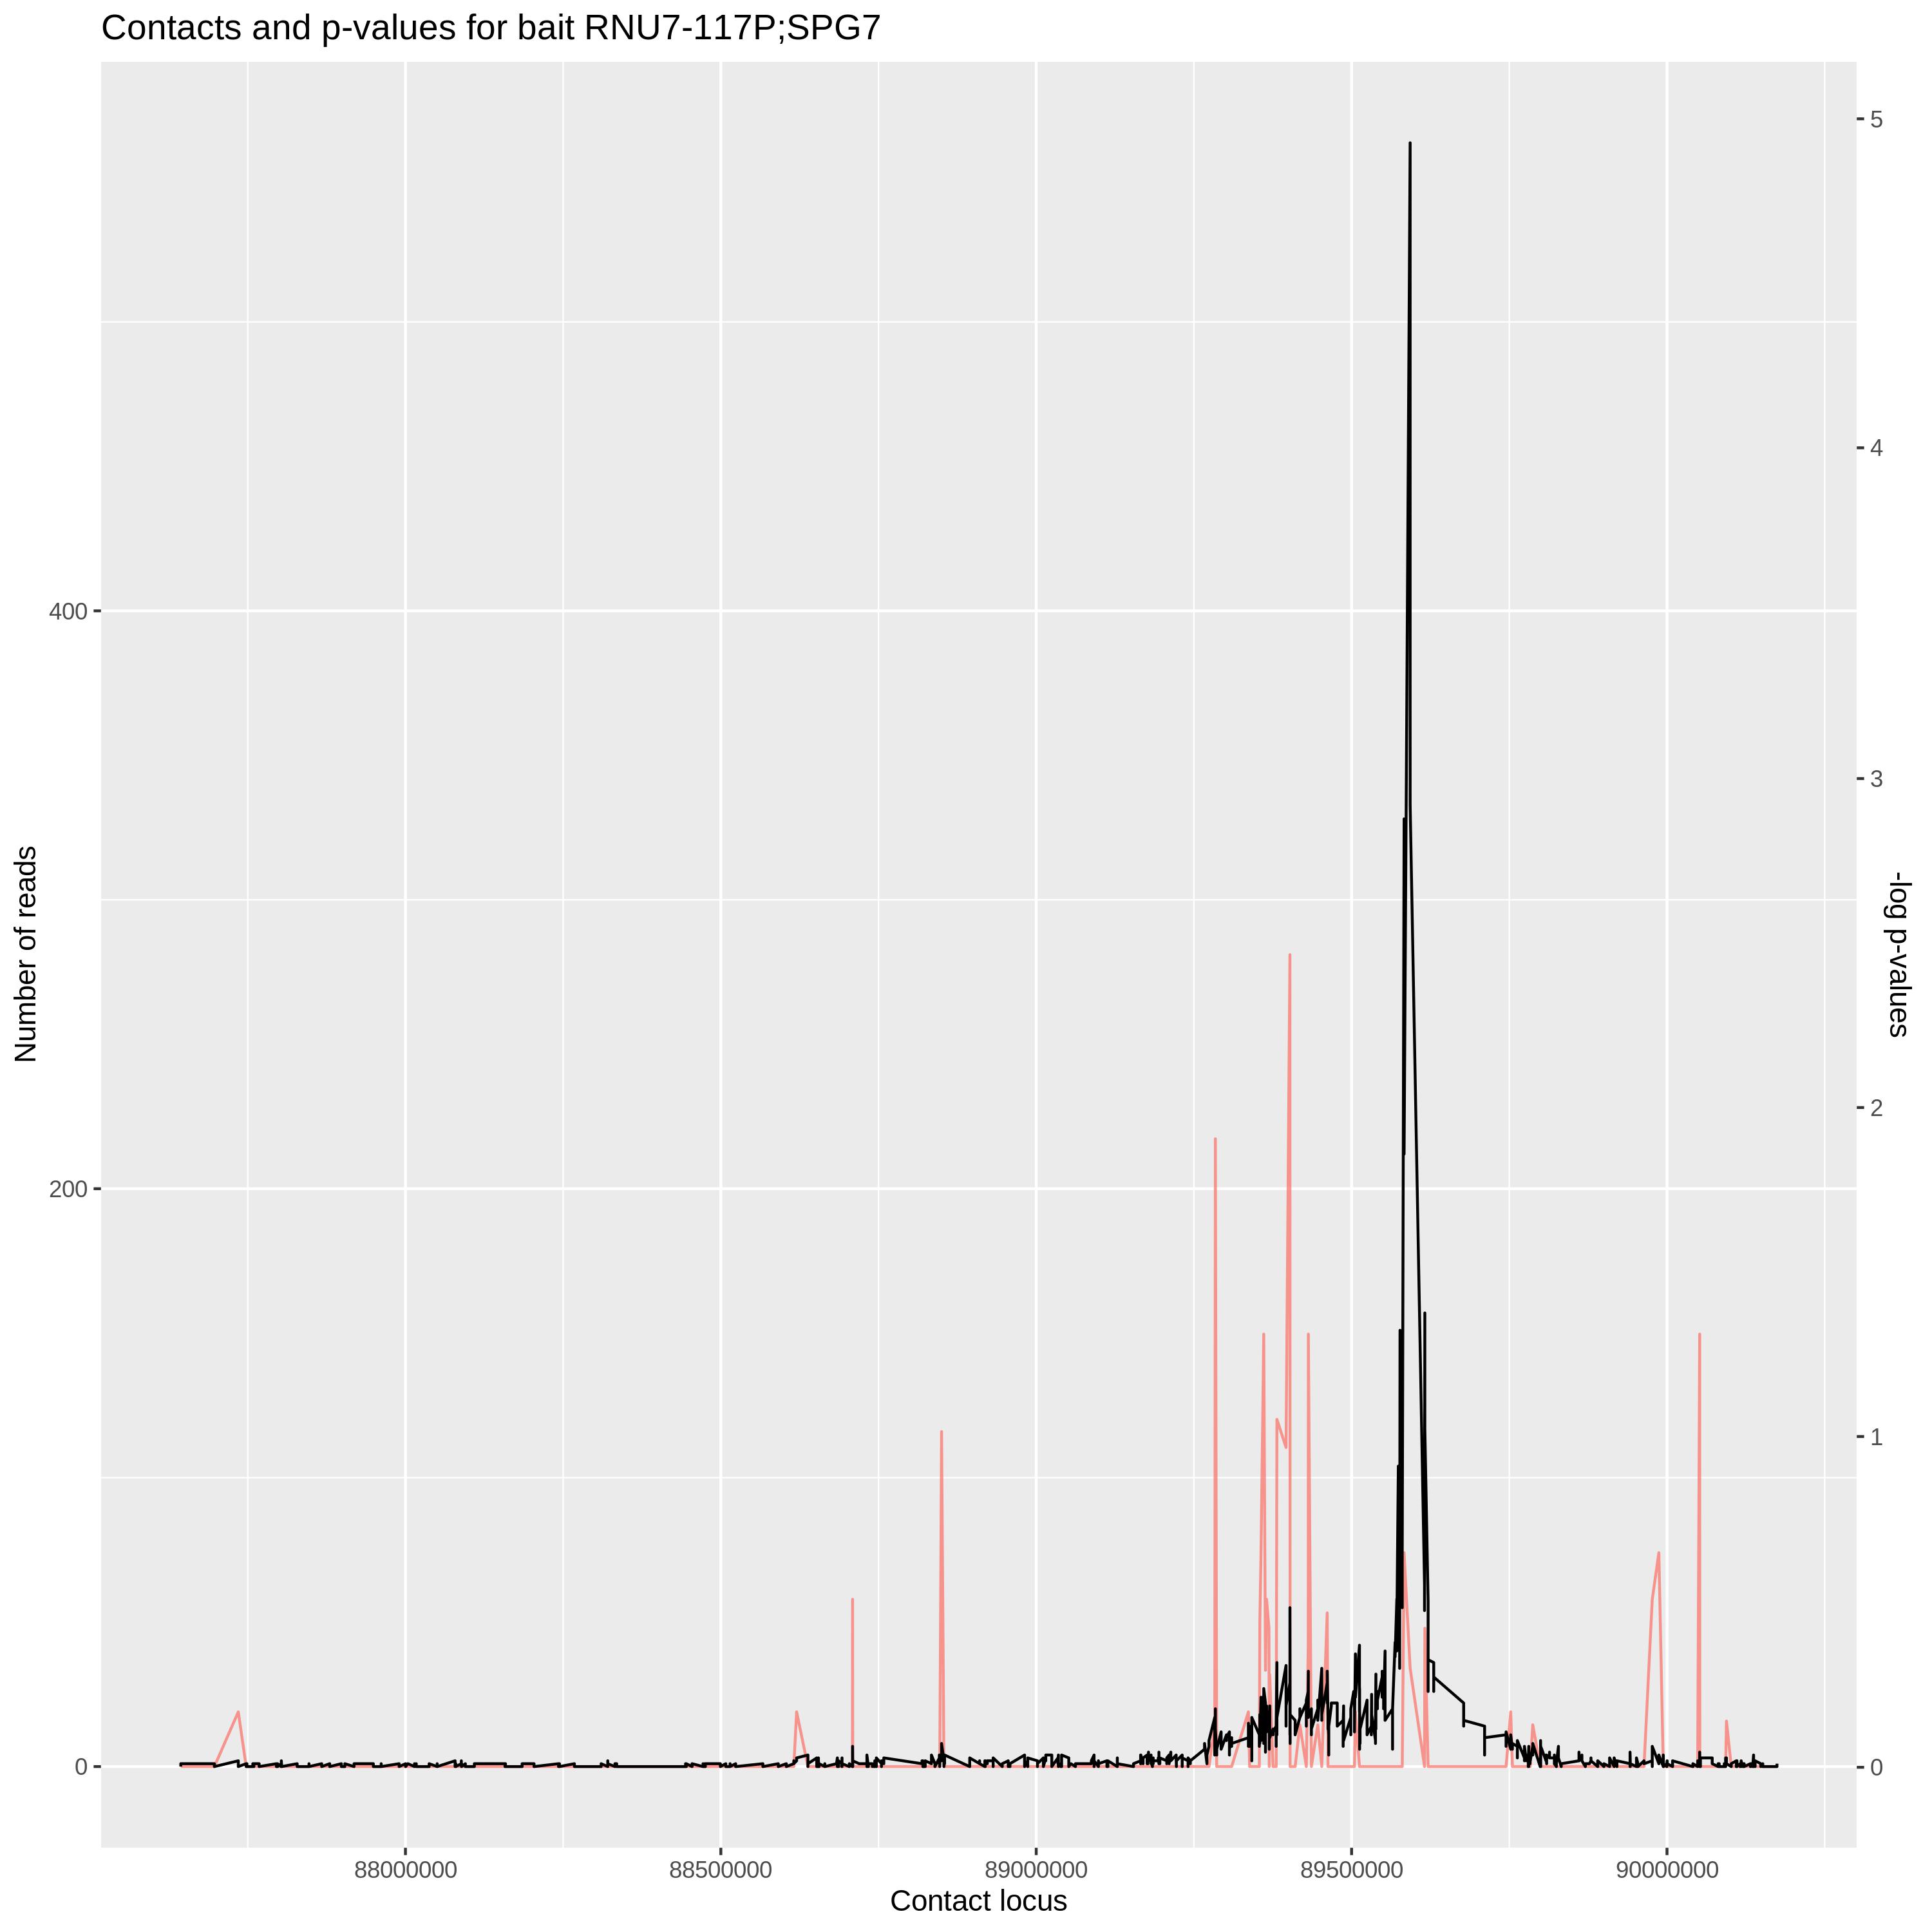 Contacts and p-values for bait RNU7-117P;SPG7
5
4
400
3
Number of reads
-log p-values
2
200
1
0
0
88000000 88500000 89000000 89500000 90000000
Contact locus